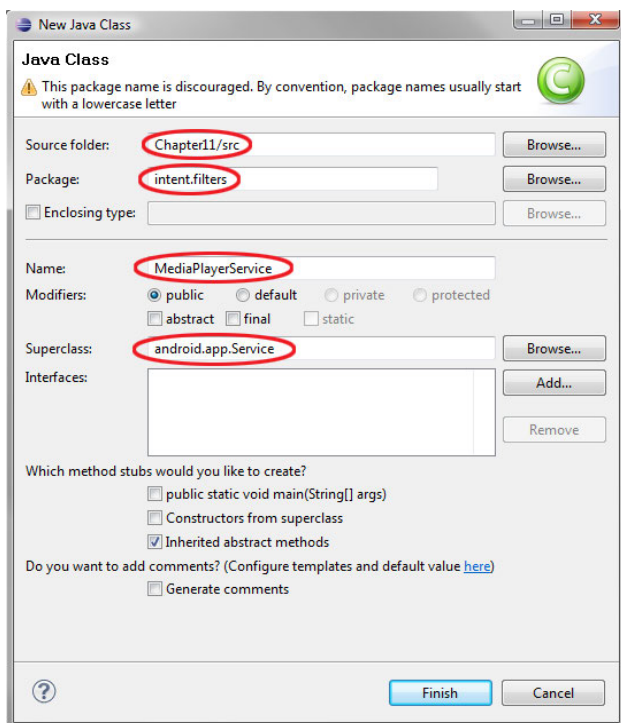 New Java Class
Java Class
This package name is discouraged. By convention, package names usually start
with a lowercase letter
Source folder: Chapter11/src Browse...
Package: intent.filters Browse...
Enclosing type: Browse...
Name: MediaPlayerService
Modifiers: public default private protected
abstract final static
Superclass: android.app.Service Browse...
Interfaces: Add...
Remove
Which method stubs would you like to create?
public static void main(String[] args)
Constructors from superclass
Inherited abstract methods
Do you want to add comments? (Configure templates and default value here)
Generate comments
Finish Cancel